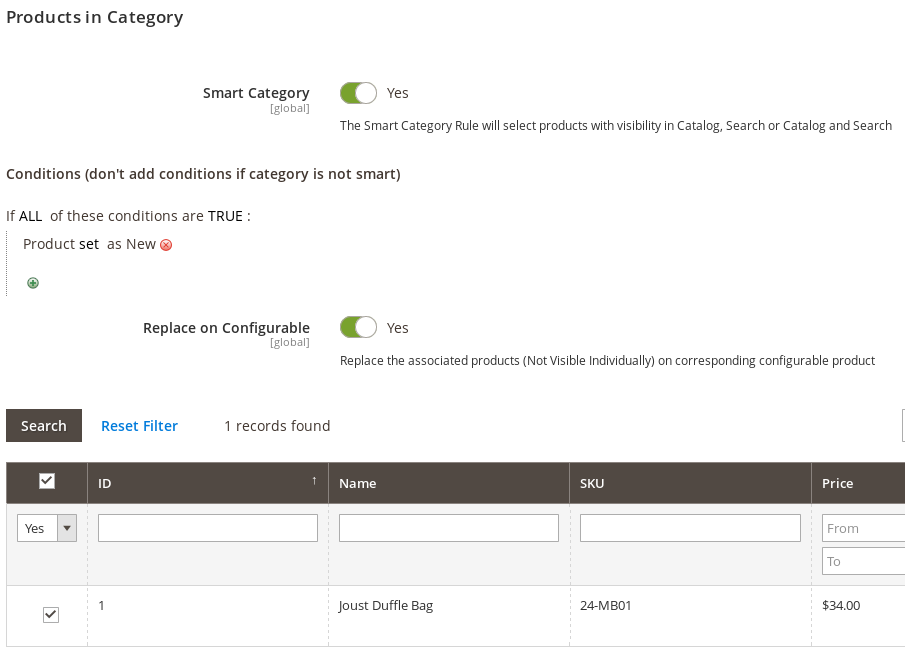 Products in Category
Smart Category
[global]
Yes
The Smart Category Rule will select products with visibility in Catalog, Search or Catalog and Search
Conditions (don't add conditions if category is not smart)
If ALL of these conditions are TRUE :
Product set as New
Replace on Configurable
[global]
Yes
Replace the associated products (Not Visible Individually) on corresponding configurable product
Search Reset Filter 1 records found
ID ↑ Name SKU Price
Yes From
To
1 Joust Duffle Bag 24-MB01 $34.00